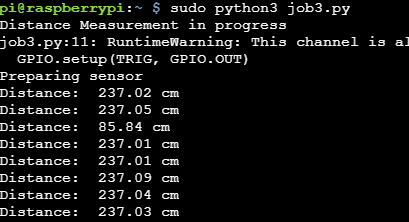 pi@raspberrypi:~ $ sudo python3 job3.py
Distance Measurement in progress
job3.py:11: RuntimeWarning: This channel is al
  GPIO.setup(TRIG, GPIO.OUT)
Preparing sensor
Distance:  237.02 cm
Distance:  237.05 cm
Distance:  85.84 cm
Distance:  237.01 cm
Distance:  237.01 cm
Distance:  237.09 cm
Distance:  237.04 cm
Distance:  237.03 cm